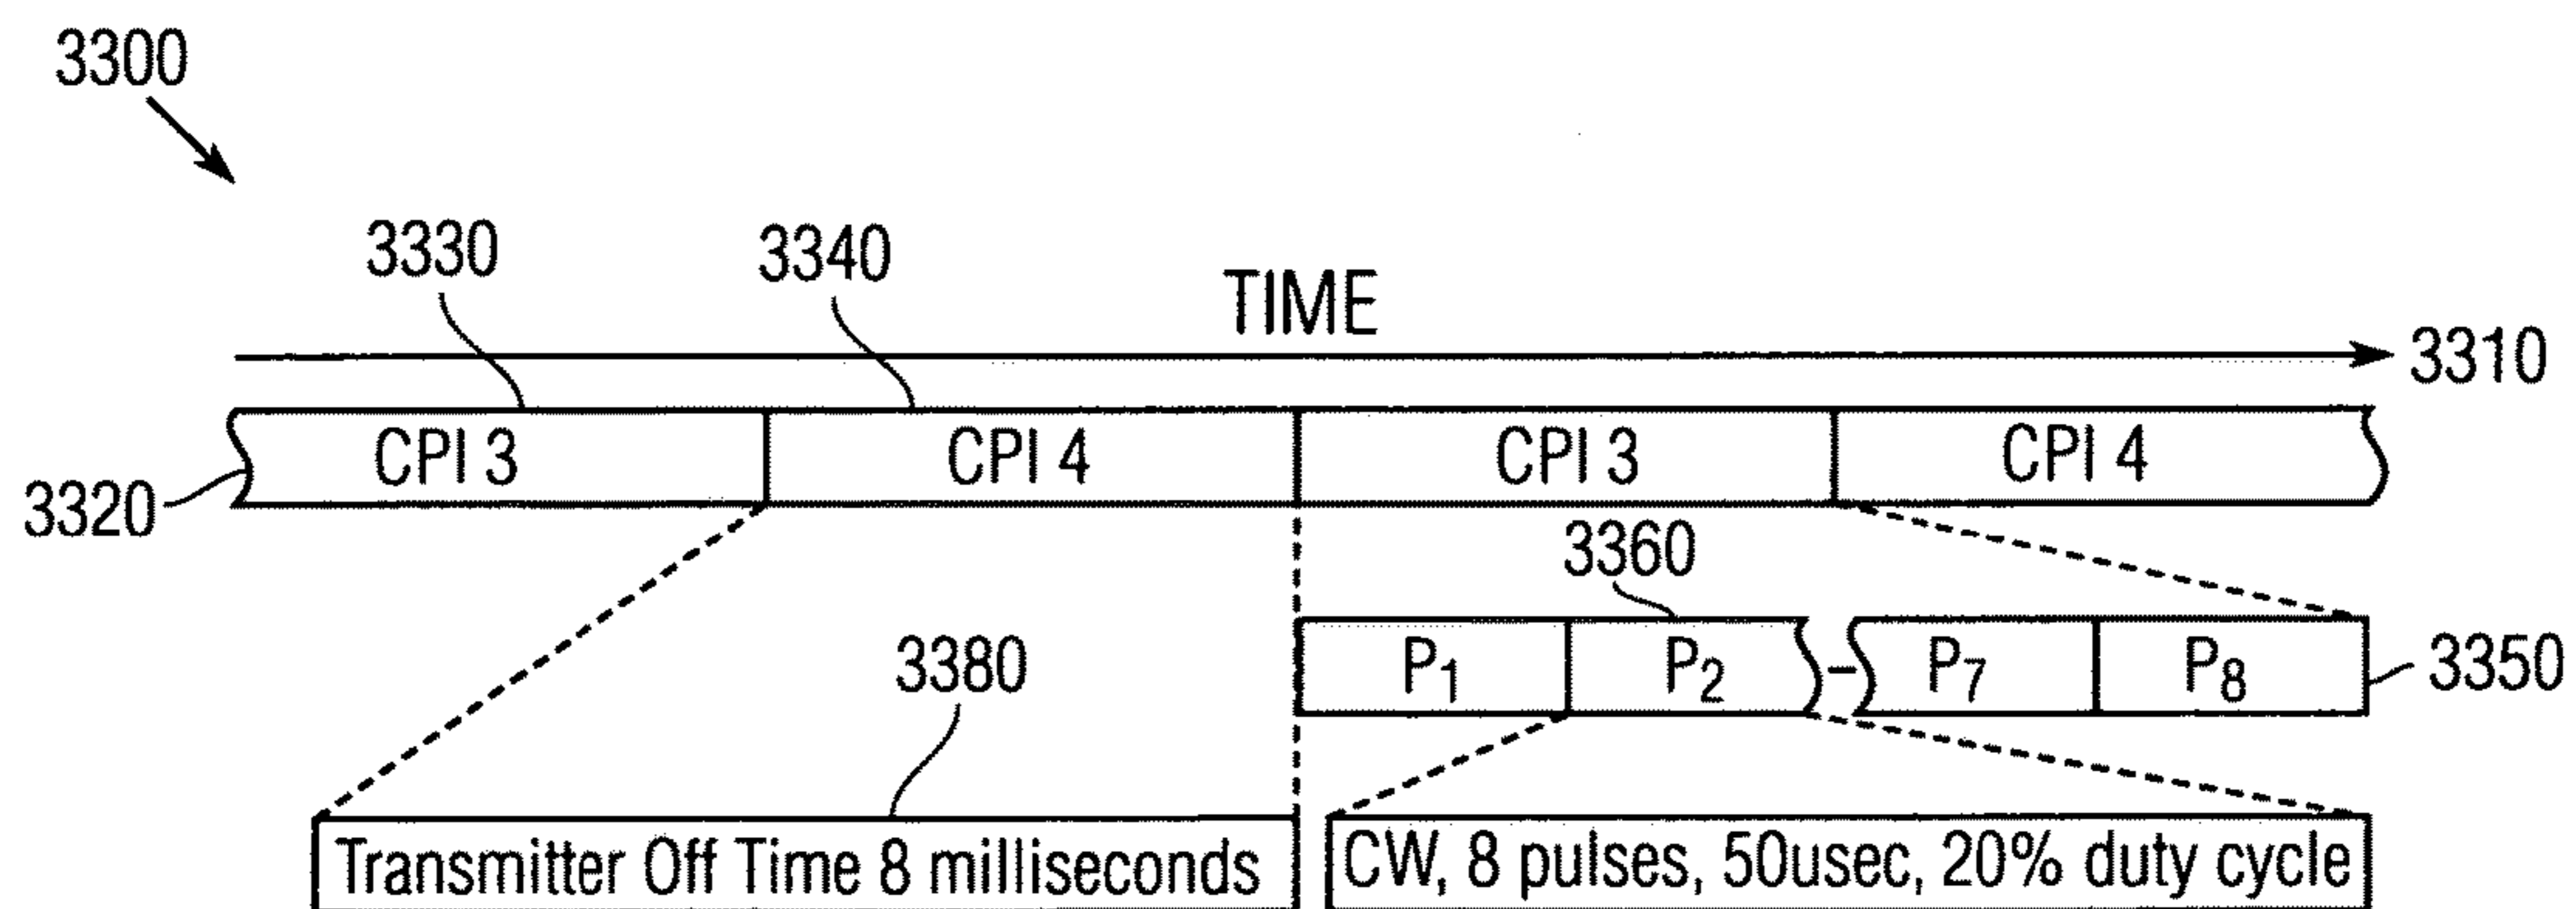 3300
3330
3340
TIME
3310
CPI 3
CPI 4
CPI 3
CPI 4
3320
3360
P1
P2
P7
P8
3350
3380
Transmitter Off Time 8 milliseconds
CW, 8 pulses, 50usec, 20% duty cycle